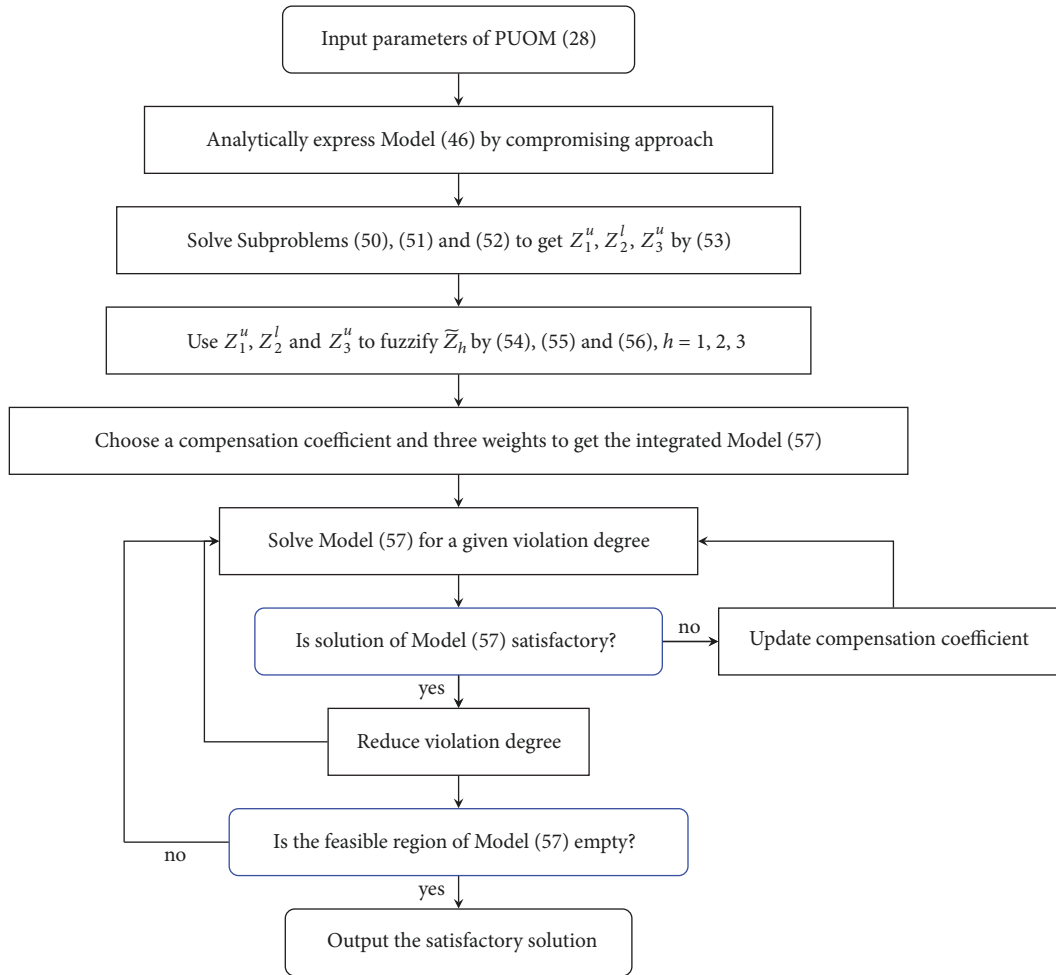 Input parameters of PUOM (28)
Analytically express Model (46) by compromising approach
Solve Subproblems (50), (51) and (52) to get Z₁ᵘ, Z₂ˡ, Z₃ᵘ by (53)
Use Z₁ᵘ, Z₂ˡ and Z₃ᵘ to fuzzify Z̃ₕ by (54), (55) and (56), h = 1, 2, 3
Choose a compensation coefficient and three weights to get the integrated Model (57)
Solve Model (57) for a given violation degree
Is solution of Model (57) satisfactory?
no
Update compensation coefficient
yes
Reduce violation degree
Is the feasible region of Model (57) empty?
no
yes
Output the satisfactory solution